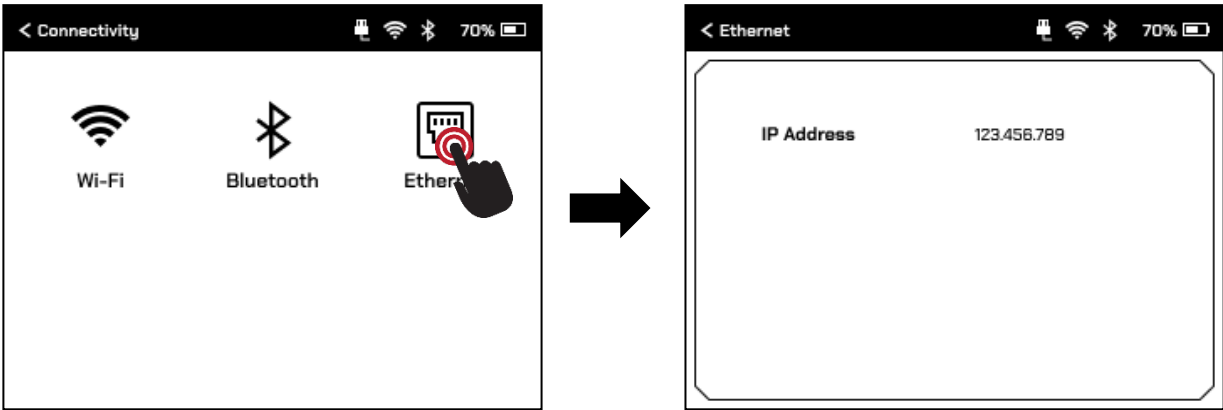 < Connectivity 70%
Wi-Fi Bluetooth
< Ethernet 70%
IP Address 123.456.789